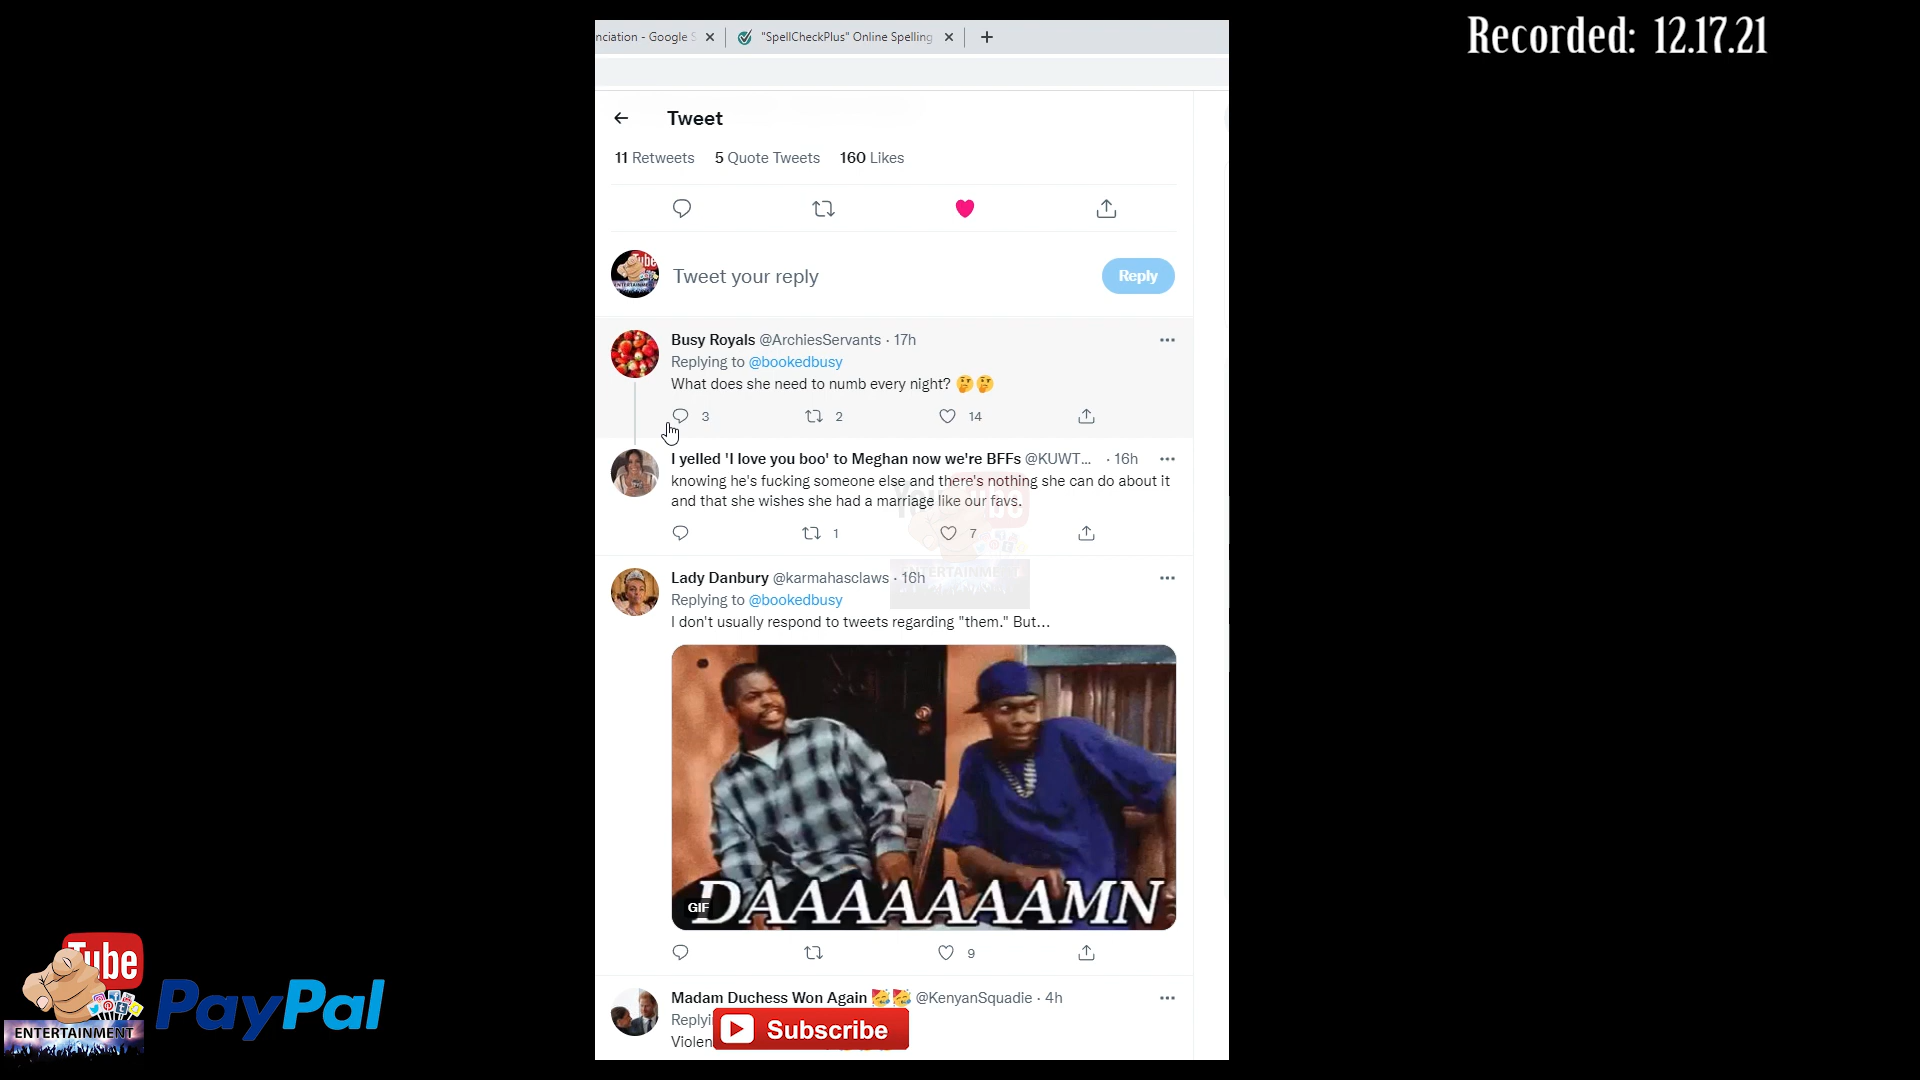 Recorded: 12.17.21
nciation - Google S
"SpellCheckPlus" Online Spelling
Tweet
11 Retweets 5 Quote Tweets 160 Likes
Tweet your reply
Reply
Busy Royals @ArchiesServants · 17h
Replying to @bookedbusy
What does she need to numb every night? 🤔🤔
3 2 14
I yelled 'I love you boo' to Meghan now we're BFFs @KUWT... · 16h
knowing he's fucking someone else and there's nothing she can do about it
and that she wishes she had a marriage like our favs.
1 7
Lady Danbury @karmahasclaws · 16h
Replying to @bookedbusy
I don't usually respond to tweets regarding "them." But...
DAAAAAAAMN
GIF
9
Madam Duchess Won Again 🥳🥳 @KenyanSquadie · 4h
Replyi
Violen
Subscribe
Tube
ENTERTAINMENT
PayPal